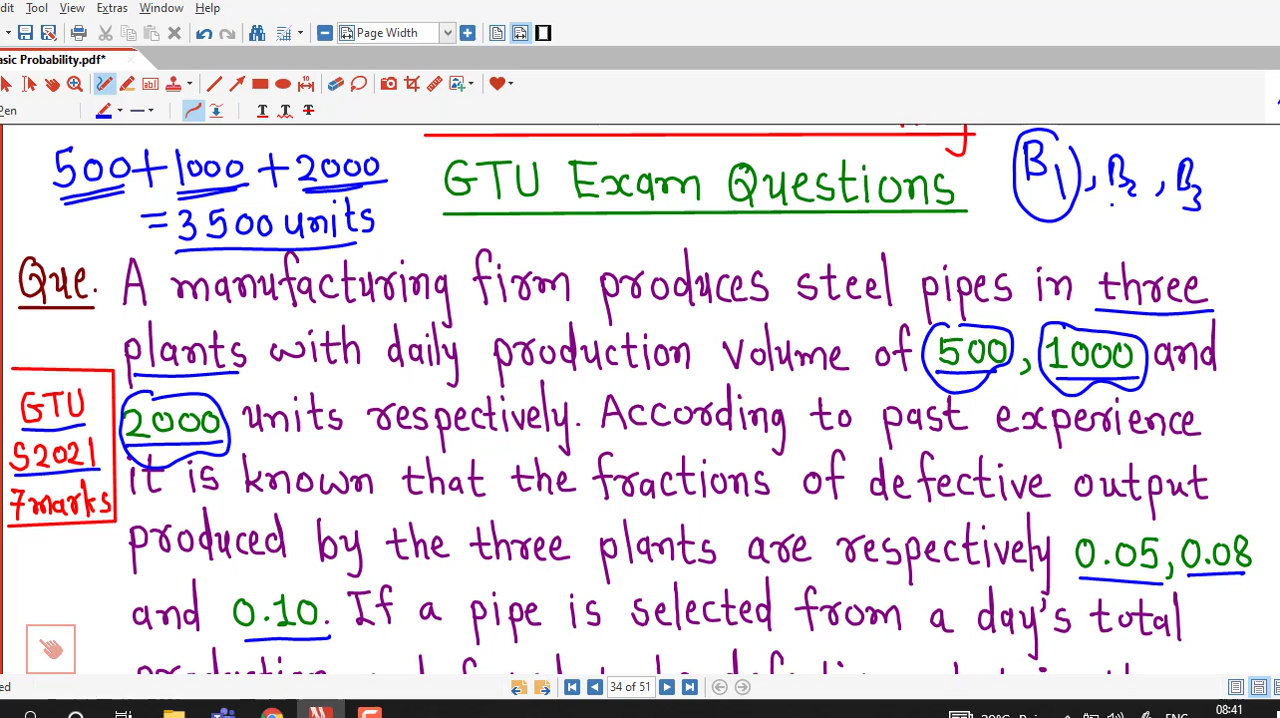 dit Tool View Extras Window Help
Page Width
asic Probability.pdf*
Pen
500+1000+2000
= 3500 units
GTU Exam Questions
B1, B2, B3
Que. A manufacturing firm produces steel pipes in three
plants with daily production volume of 500, 1000 and
2000 units respectively. According to past experience
it is known that the fractions of defective output
produced by the three plants are respectively 0.05, 0.08
and 0.10. If a pipe is selected from a day's total
GTU
S2021
7 marks
34 of 51
ENG
08:41